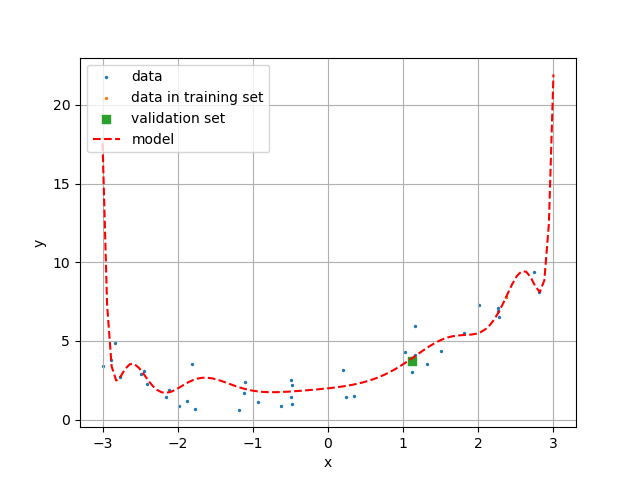 data
data in training set
validation set
model
20
15
10
5
0
y
−3 −2 −1 0 1 2 3
x